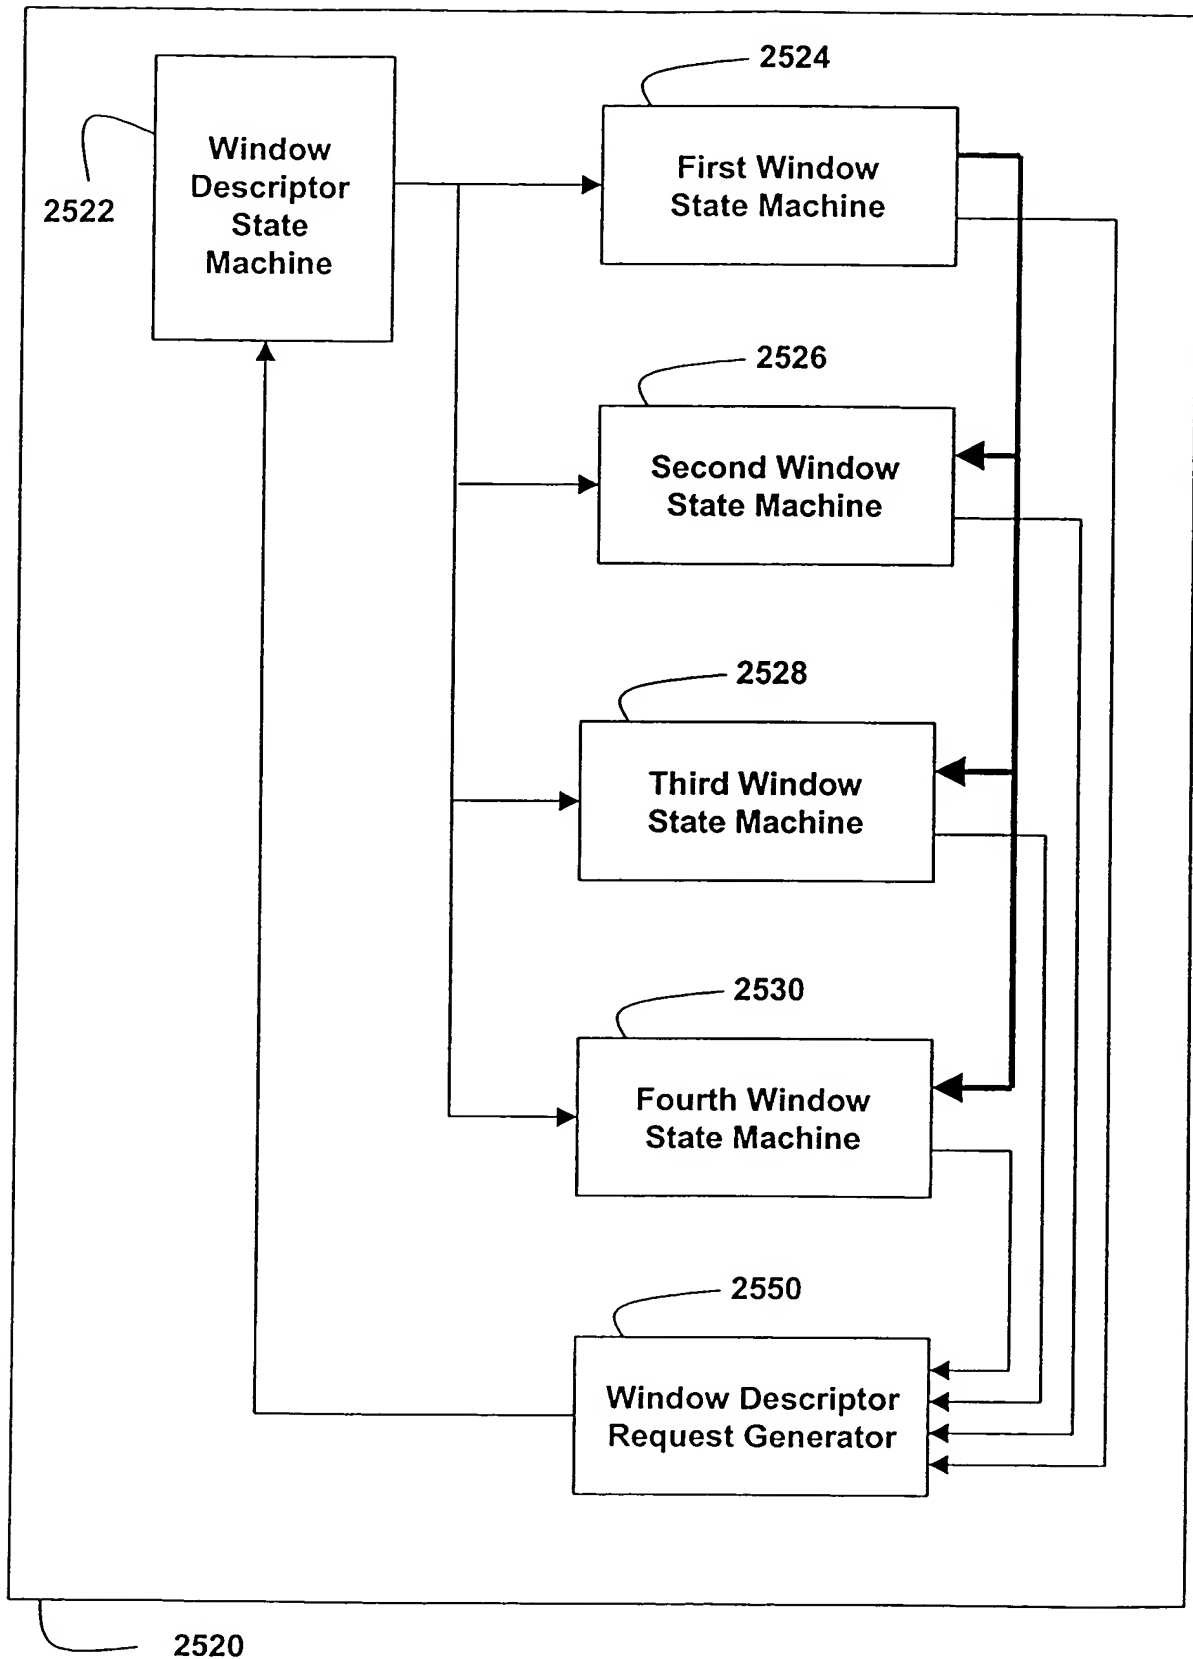 2524
Window
Descriptor
State
Machine
2522
First Window
State Machine
2526
Second Window
State Machine
2528
Third Window
State Machine
2530
Fourth Window
State Machine
2550
Window Descriptor
Request Generator
2520